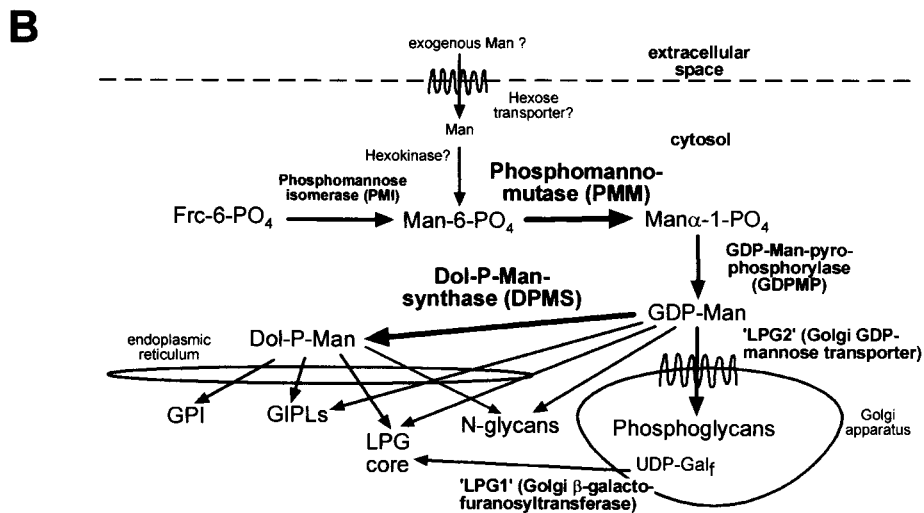 B
exogenous Man ?
extracellular
space
Hexose
transporter?
Man
cytosol
Hexokinase?
Phosphomanno-
mutase (PMM)
Phosphomannose
isomerase (PMI)
Frc-6-PO₄
Man-6-PO₄
Manα-1-PO₄
GDP-Man-pyro-
phosphorylase
(GDPMP)
Dol-P-Man-
synthase (DPMS)
GDP-Man
endoplasmic
reticulum
Dol-P-Man
'LPG2' (Golgi GDP-
mannose transporter)
GPI
GIPLs
LPG
core
N-glycans
Phosphoglycans
Golgi
apparatus
UDP-Galf
'LPG1' (Golgi β-galacto-
furanosyltransferase)